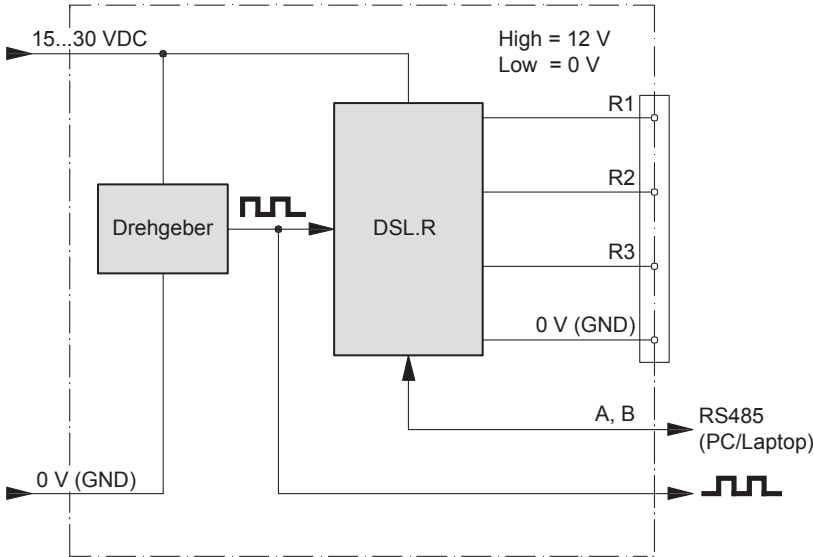 15...30 VDC
High = 12 V
Low = 0 V
R1
R2
Drehgeber
DSL.R
R3
0 V (GND)
A, B
RS485
(PC/Laptop)
0 V (GND)